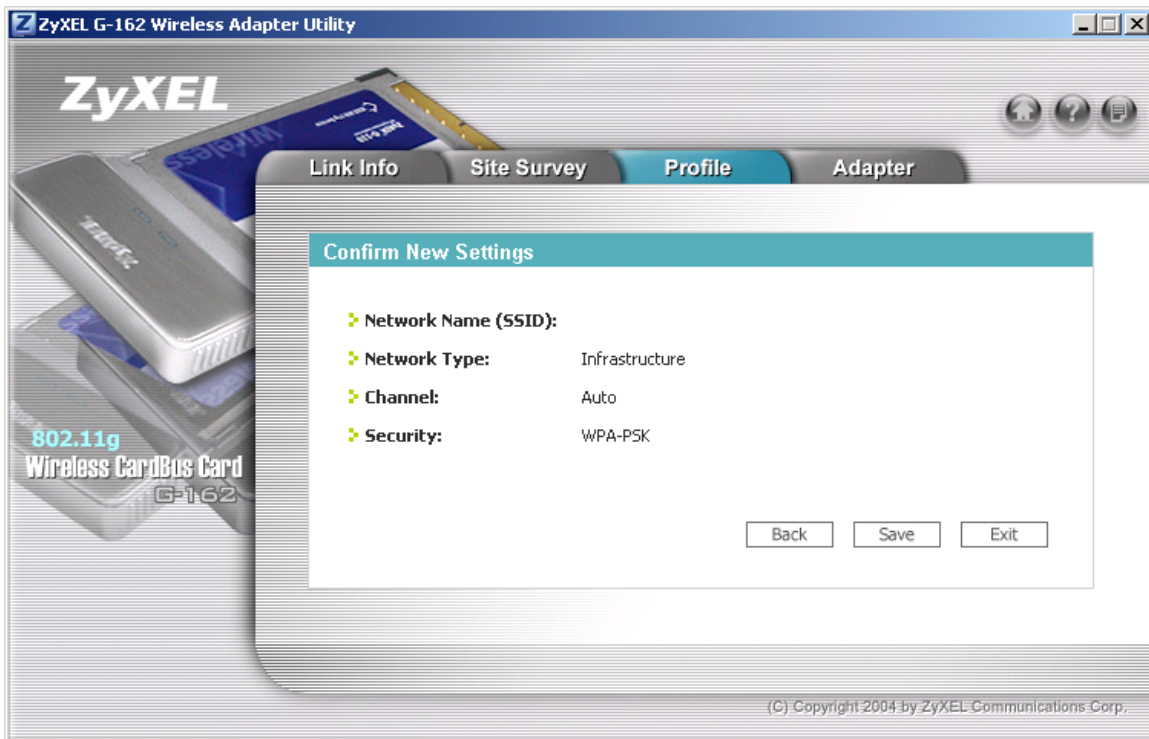 ZyXEL G-162 Wireless Adapter Utility
ZyXEL
Link Info
Site Survey
Profile
Adapter
Wireless
ZyXEL
Confirm New Settings
Network Name (SSID):
Network Type: Infrastructure
Channel: Auto
Security: WPA-PSK
802.11g
Wireless CardBus Card
G-162
Back Save Exit
(C) Copyright 2004 by ZyXEL Communications Corp.